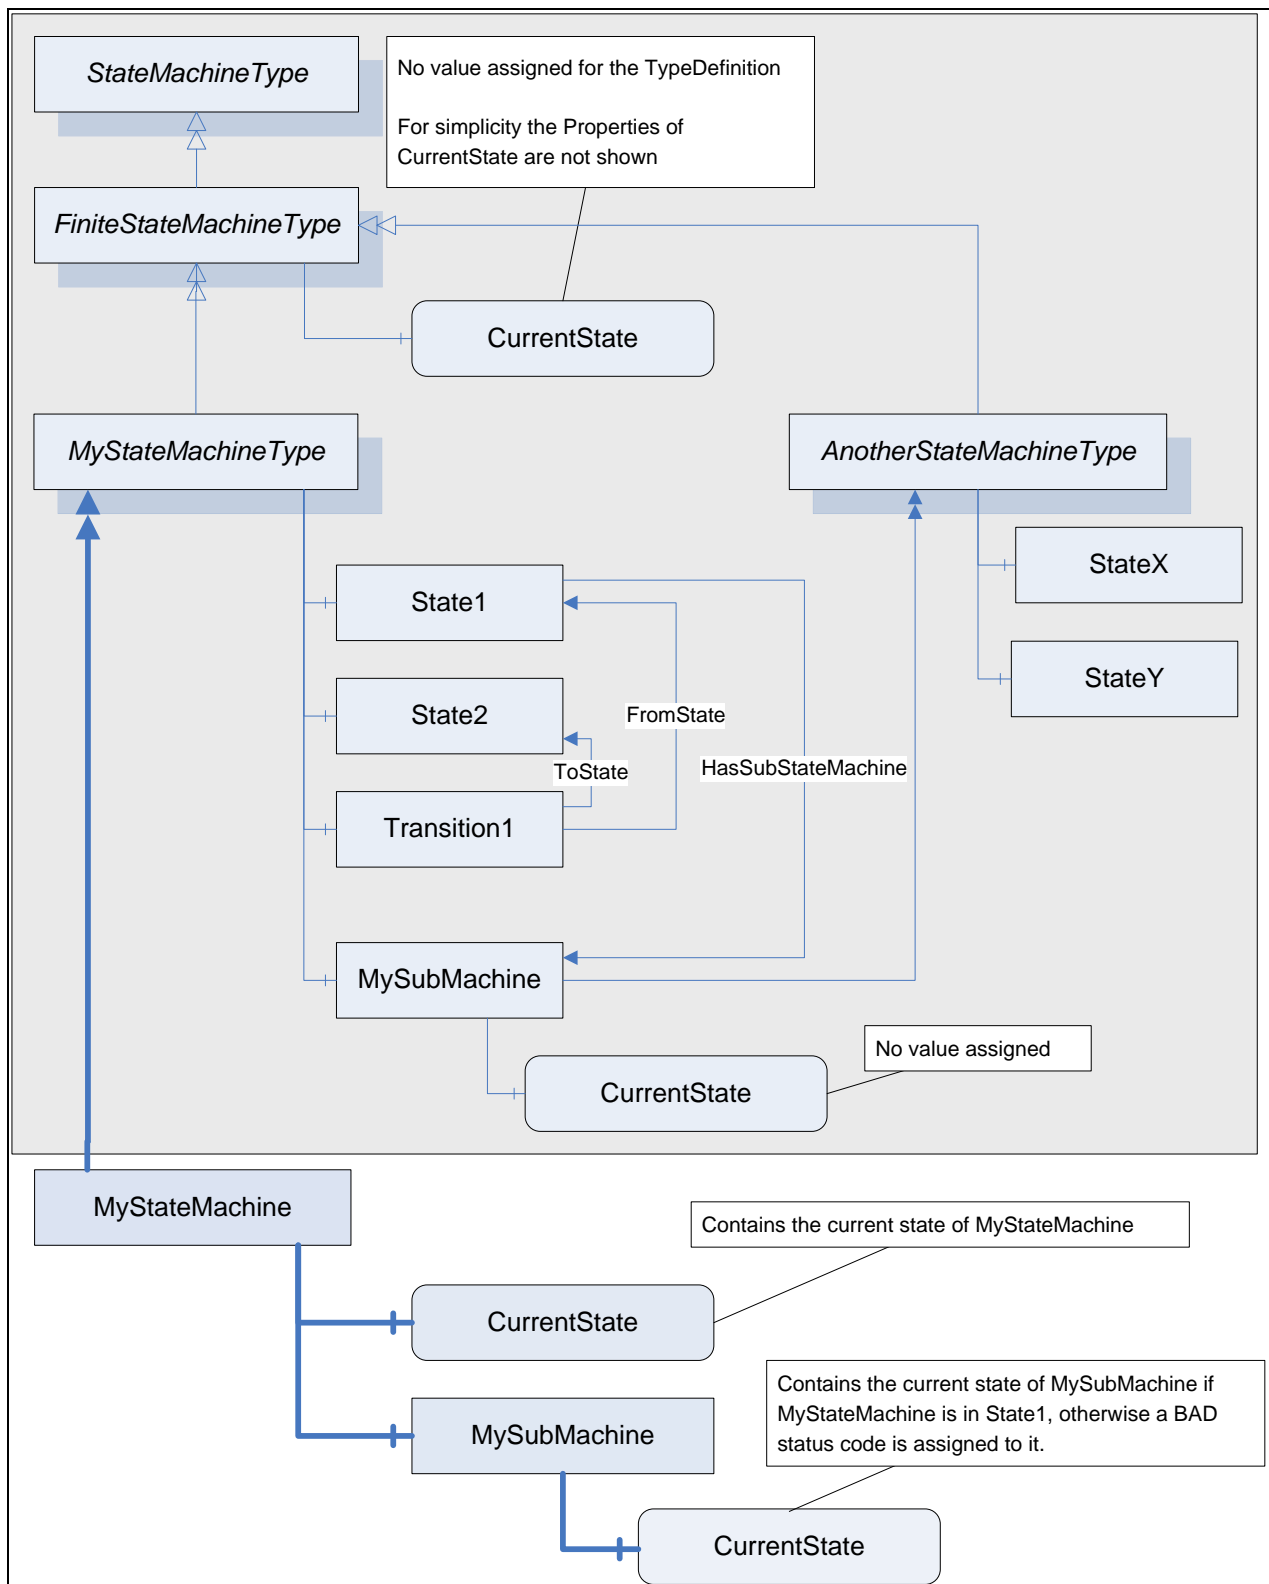 StateMachineType
No value assigned for the TypeDefinition
For simplicity the Properties of
CurrentState are not shown
FiniteStateMachineType
CurrentState
MyStateMachineType
AnotherStateMachineType
StateX
State1
StateY
State2
FromState
HasSubStateMachine
ToState
Transition1
MySubMachine
No value assigned
CurrentState
MyStateMachine
Contains the current state of MyStateMachine
CurrentState
Contains the current state of MySubMachine if
MyStateMachine is in State1, otherwise a BAD
status code is assigned to it.
MySubMachine
CurrentState